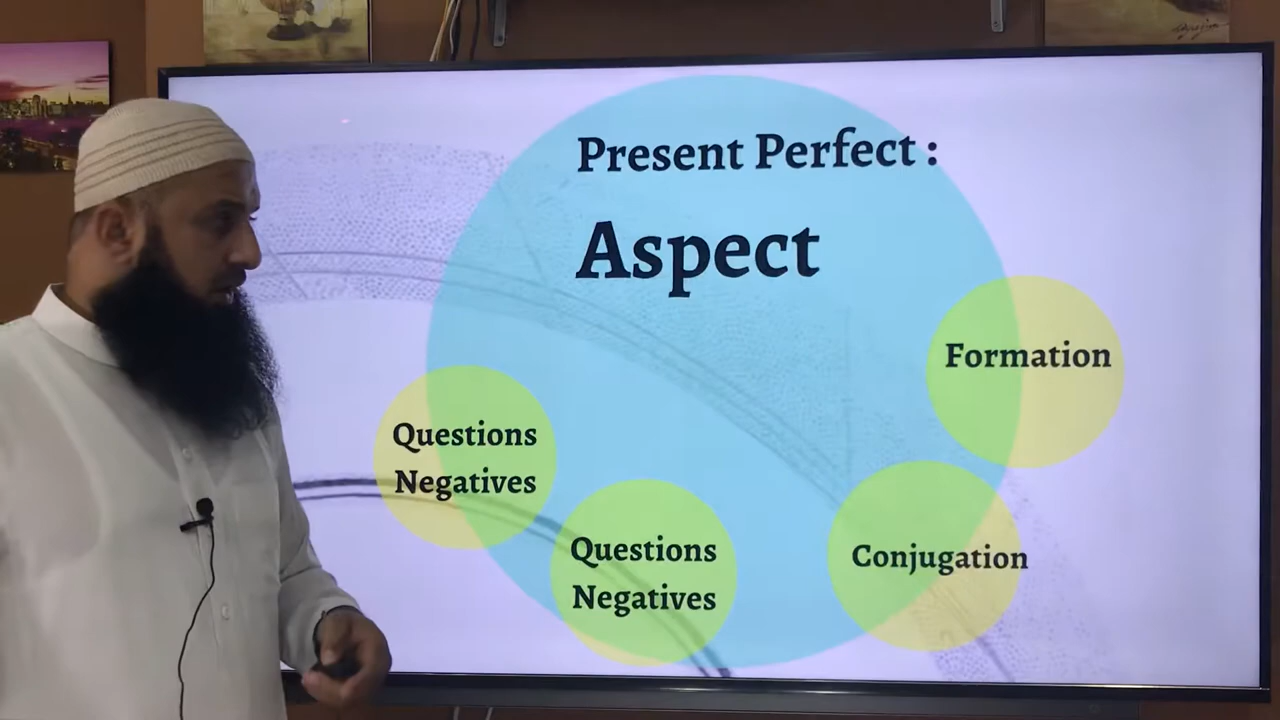 Present Perfect :
Aspect
Formation
Questions
Negatives
Questions
Negatives
Conjugation